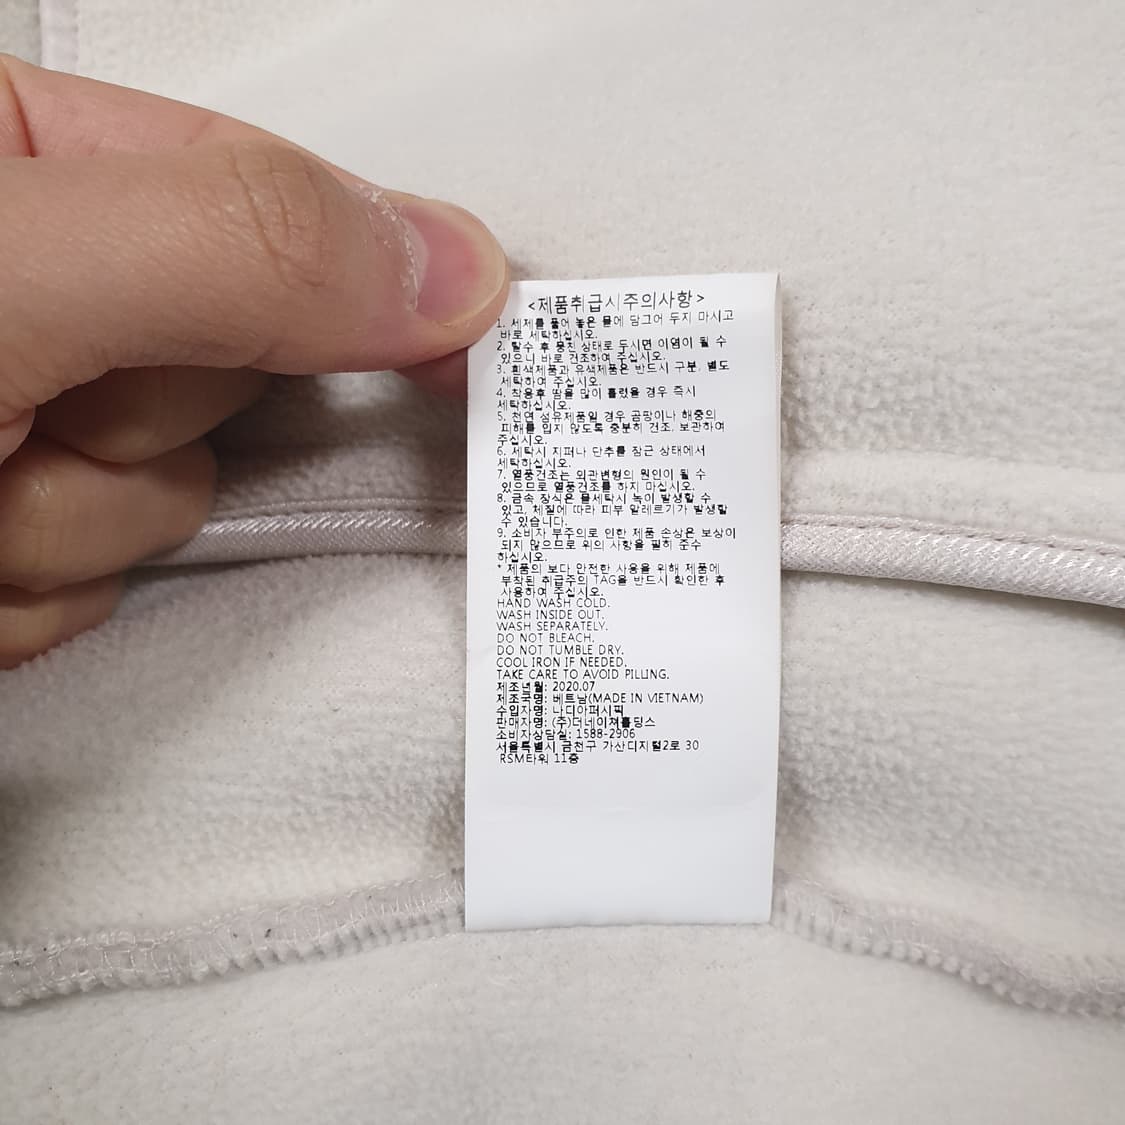 <제품취급시주의사항>
1. 세제를 풀어 놓은 물에 담그어 두지 마시고
바로 세탁하십시오.
2. 탈수 후 뭉친 상태로 두시면 이염이 될 수
있으니 바로 건조하여 주십시오.
3. 흰색제품과 유색제품은 반드시 구분, 별도
세탁하여 주십시오.
4. 착용후 땀을 많이 흘렸을 경우 즉시
세탁하십시오.
5. 천연 섬유제품일 경우 곰팡이나 해충의
피해를 입지 않도록 충분히 건조, 보관하여
주십시오.
6. 세탁시 지퍼나 단추를 잠근 상태에서
세탁하십시오.
7. 열풍건조는 외관변형의 원인이 될 수
있으므로 열풍건조를 하지 마십시오.
8. 금속 장식은 물세탁시 녹이 발생할 수
있고, 체질에 따라 피부 알레르기가 발생할
수 있습니다.
9. 소비자 부주의로 인한 제품 손상은 보상이
되지 않으므로 위의 사항을 필히 준수
하십시오.
* 제품의 보다 안전한 사용을 위해 제품에
부착된 취급주의 TAG을 반드시 확인한 후
사용하여 주십시오.
HAND WASH COLD.
WASH INSIDE OUT.
WASH SEPARATELY.
DO NOT BLEACH.
DO NOT TUMBLE DRY.
COOL IRON IF NEEDED.
TAKE CARE TO AVOID PILLING.
제조년월: 2020.07
제조국명: 베트남(MADE IN VIETNAM)
수입자명: 나디아퍼시픽
판매자명: (주)더네이쳐홀딩스
소비자상담실: 1588-2906
서울특별시 금천구 가산디지털2로 30
RSM타워 11층